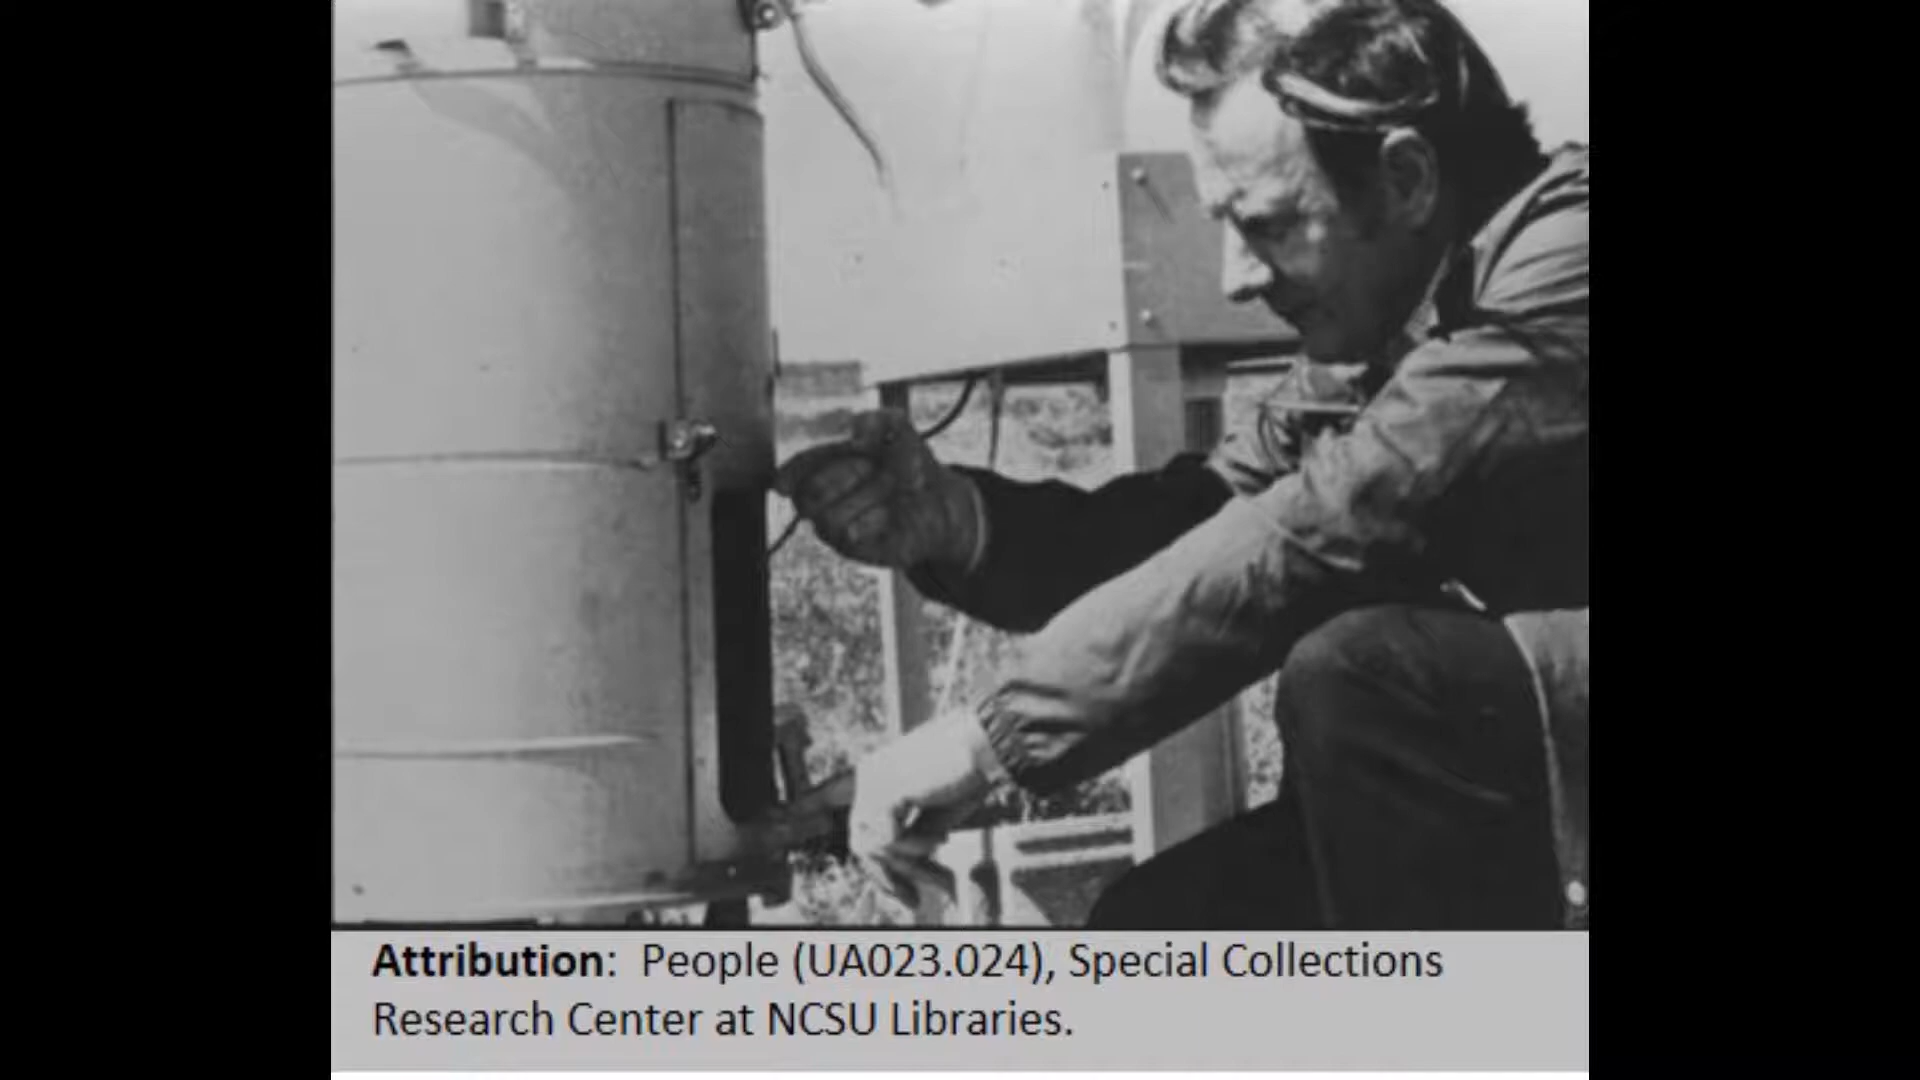 Attribution:  People (UA023.024), Special Collections
Research Center at NCSU Libraries.